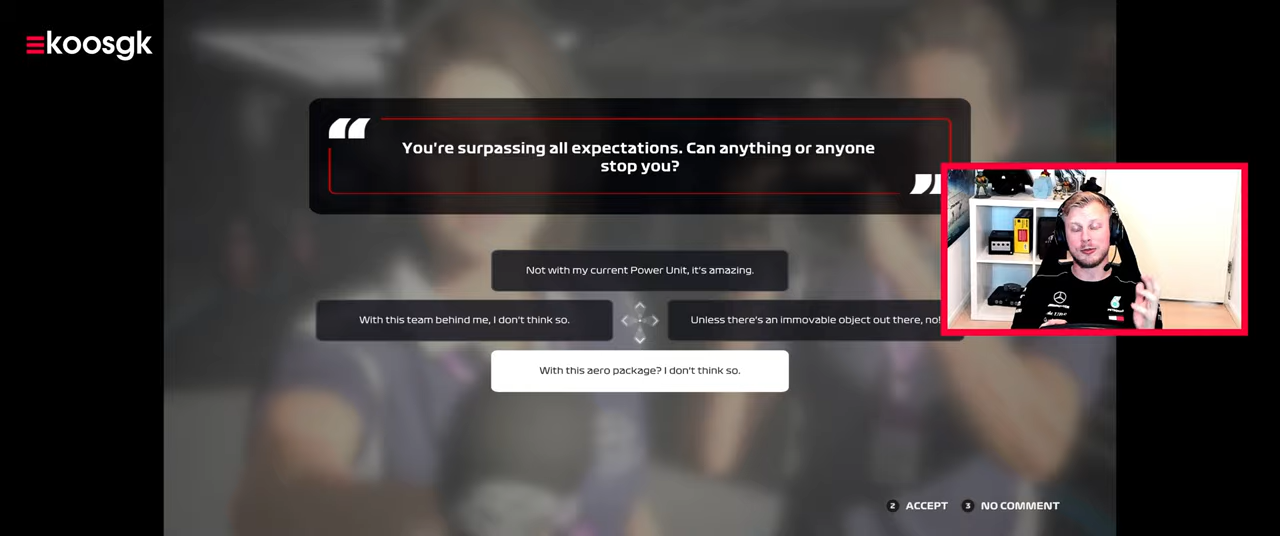 koosgk
You're surpassing all expectations. Can anything or anyone
stop you?
Not with my current Power Unit, it's amazing.
With this team behind me, I don't think so.
Unless there's an immovable object out there, no!
With this aero package? I don't think so.
2 ACCEPT 3 NO COMMENT